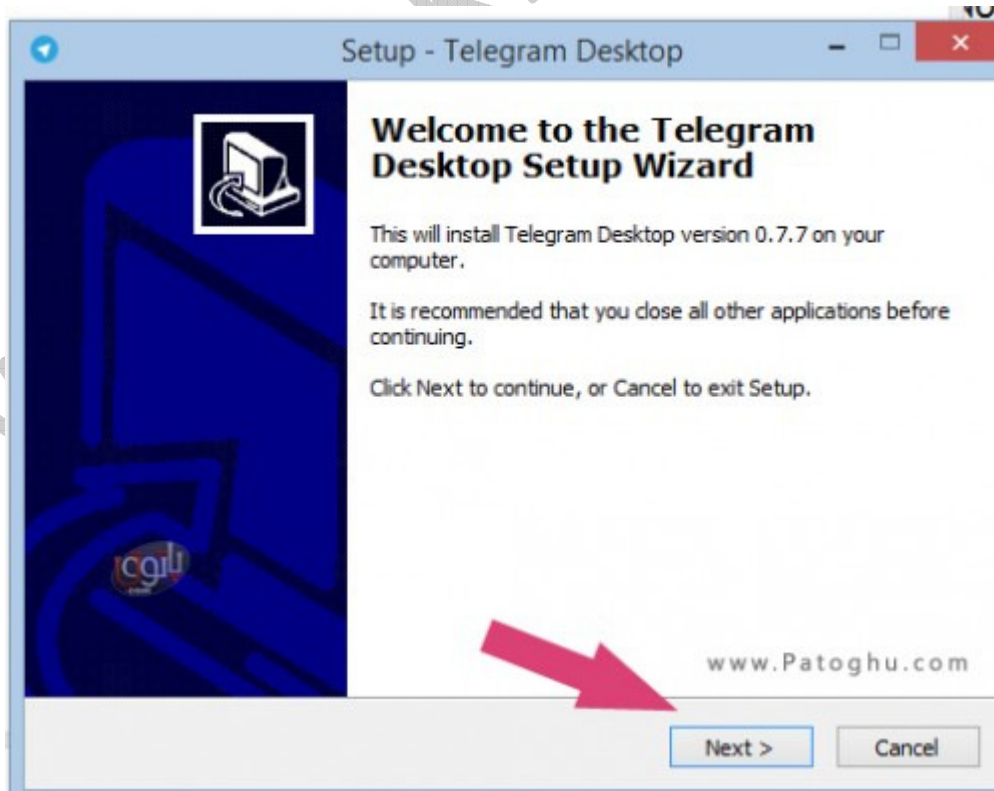 Setup - Telegram Desktop
Welcome to the Telegram
Desktop Setup Wizard
This will install Telegram Desktop version 0.7.7 on your
computer.
It is recommended that you close all other applications before
continuing.
Click Next to continue, or Cancel to exit Setup.
بانوی
.com
www.Patoghu.com
Next >
Cancel